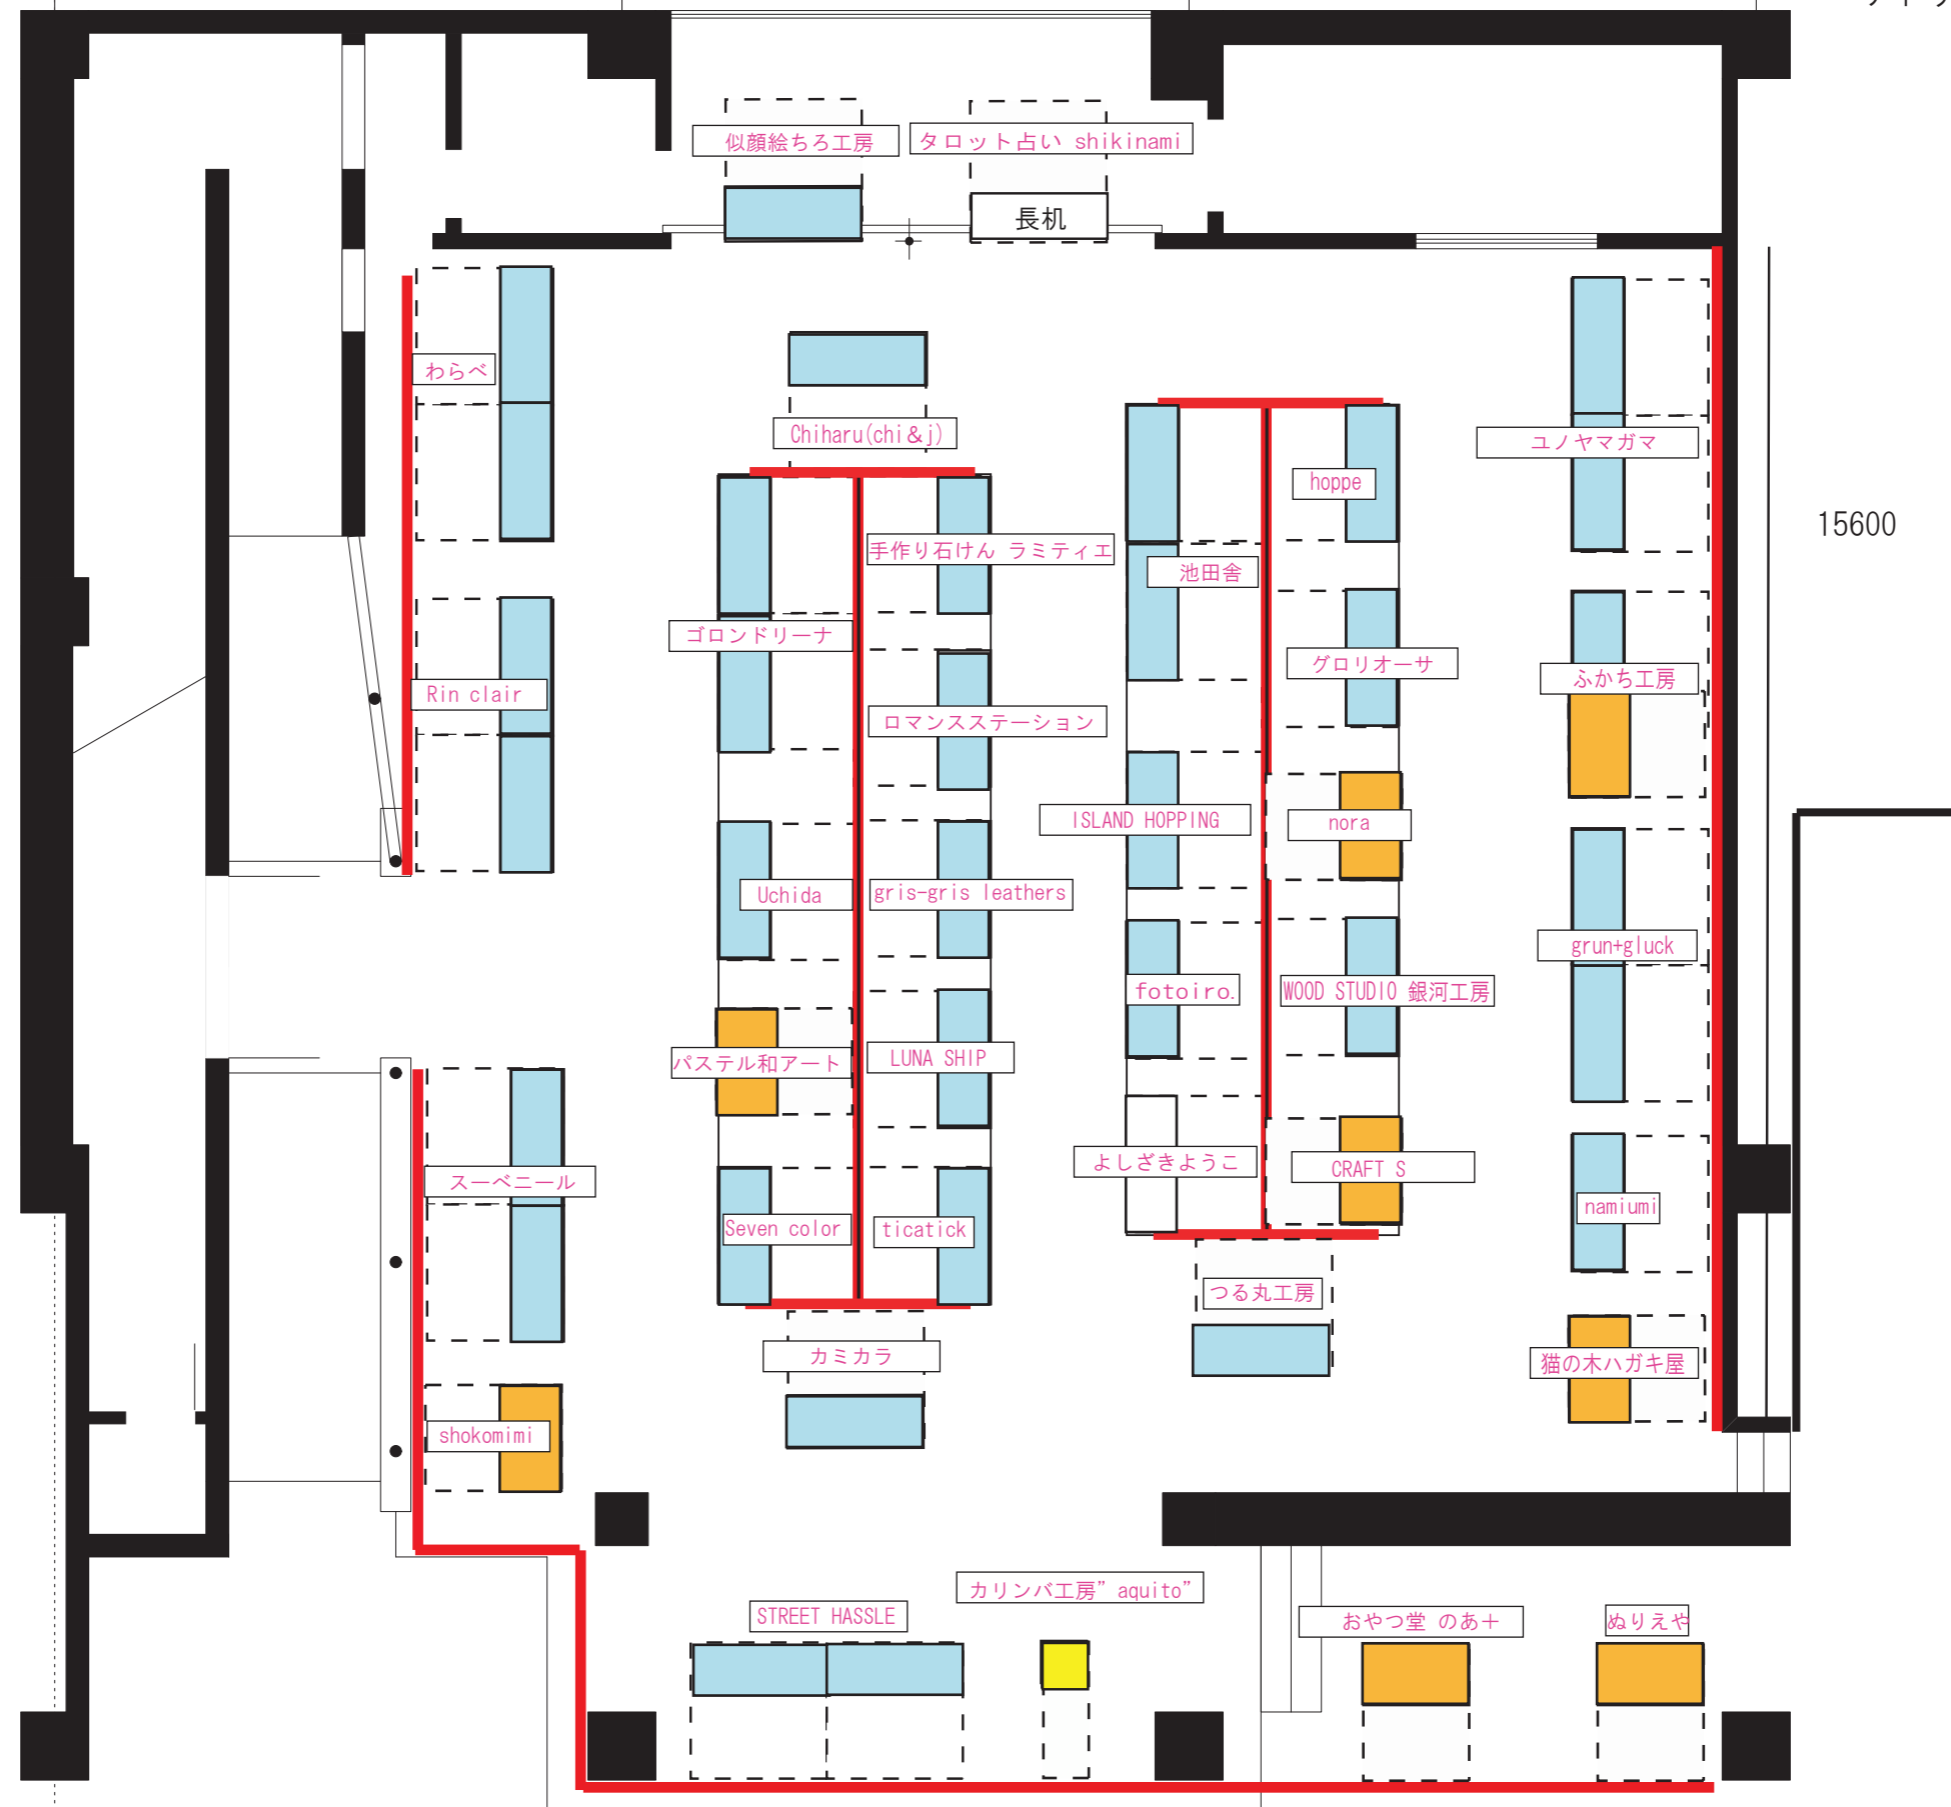 似顔絵ちろ工房
タロット占い shikinami
長机
わらべ
Chiharu(chi&j)
ユノヤマガマ
hoppe
15600
手作り石けん ラミティエ
池田舎
ゴロンドリーナ
グロリオーサ
ふかち工房
Rin clair
ロマンスステーション
ISLAND HOPPING
nora
Uchida
gris-gris leathers
grun+gluck
fotoiro.
WOOD STUDIO 銀河工房
パステル和アート
LUNA SHIP
よしざきようこ
CRAFT S
スーベニール
namiumi
Seven color
ticatick
つる丸工房
カミカラ
猫の木ハガキ屋
shokomimi
カリンバ工房”aquito”
STREET HASSLE
おやつ堂 のあ＋
ぬりえや